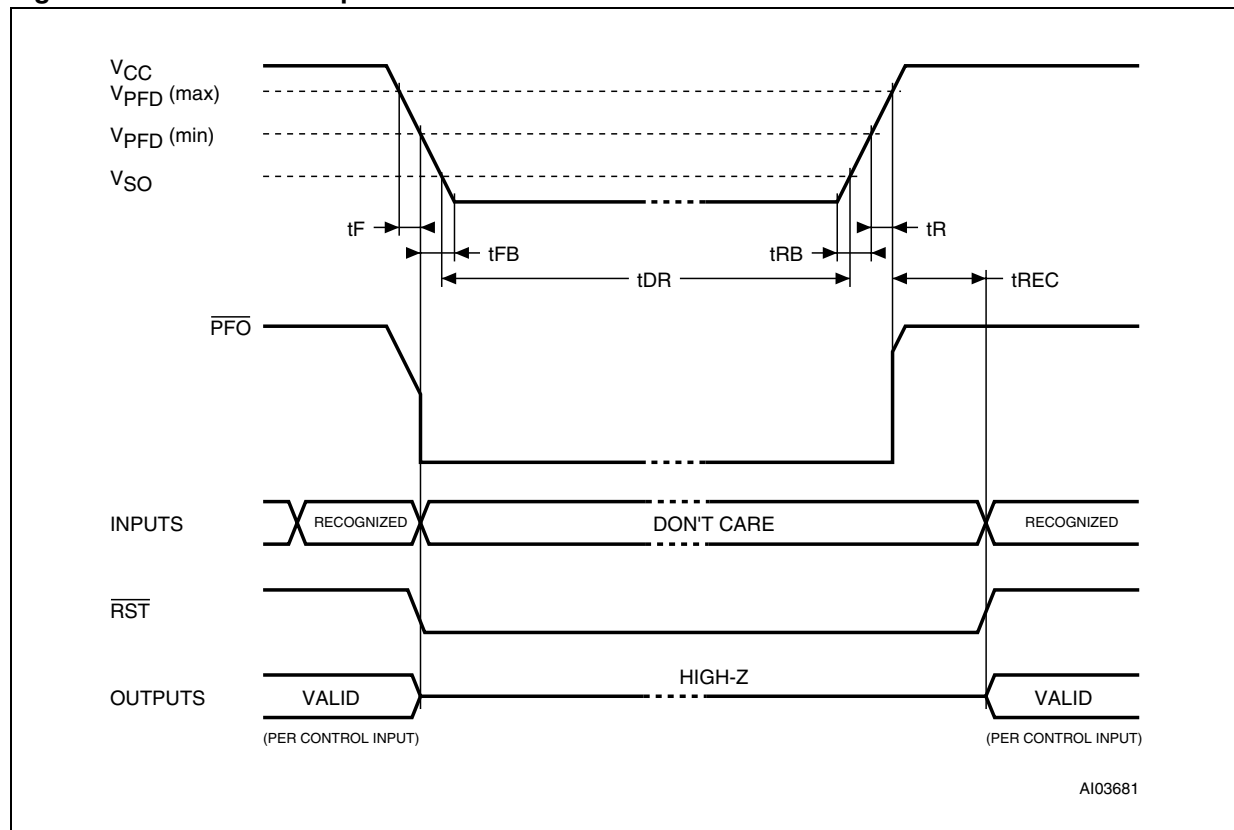 VCC
VPFD (max)
VPFD (min)
VSO
tF
tFB
tDR
tRB
tR
tREC
PFO
INPUTS
RECOGNIZED
DON'T CARE
RECOGNIZED
RST
HIGH-Z
OUTPUTS
VALID
VALID
(PER CONTROL INPUT)
(PER CONTROL INPUT)
AI03681